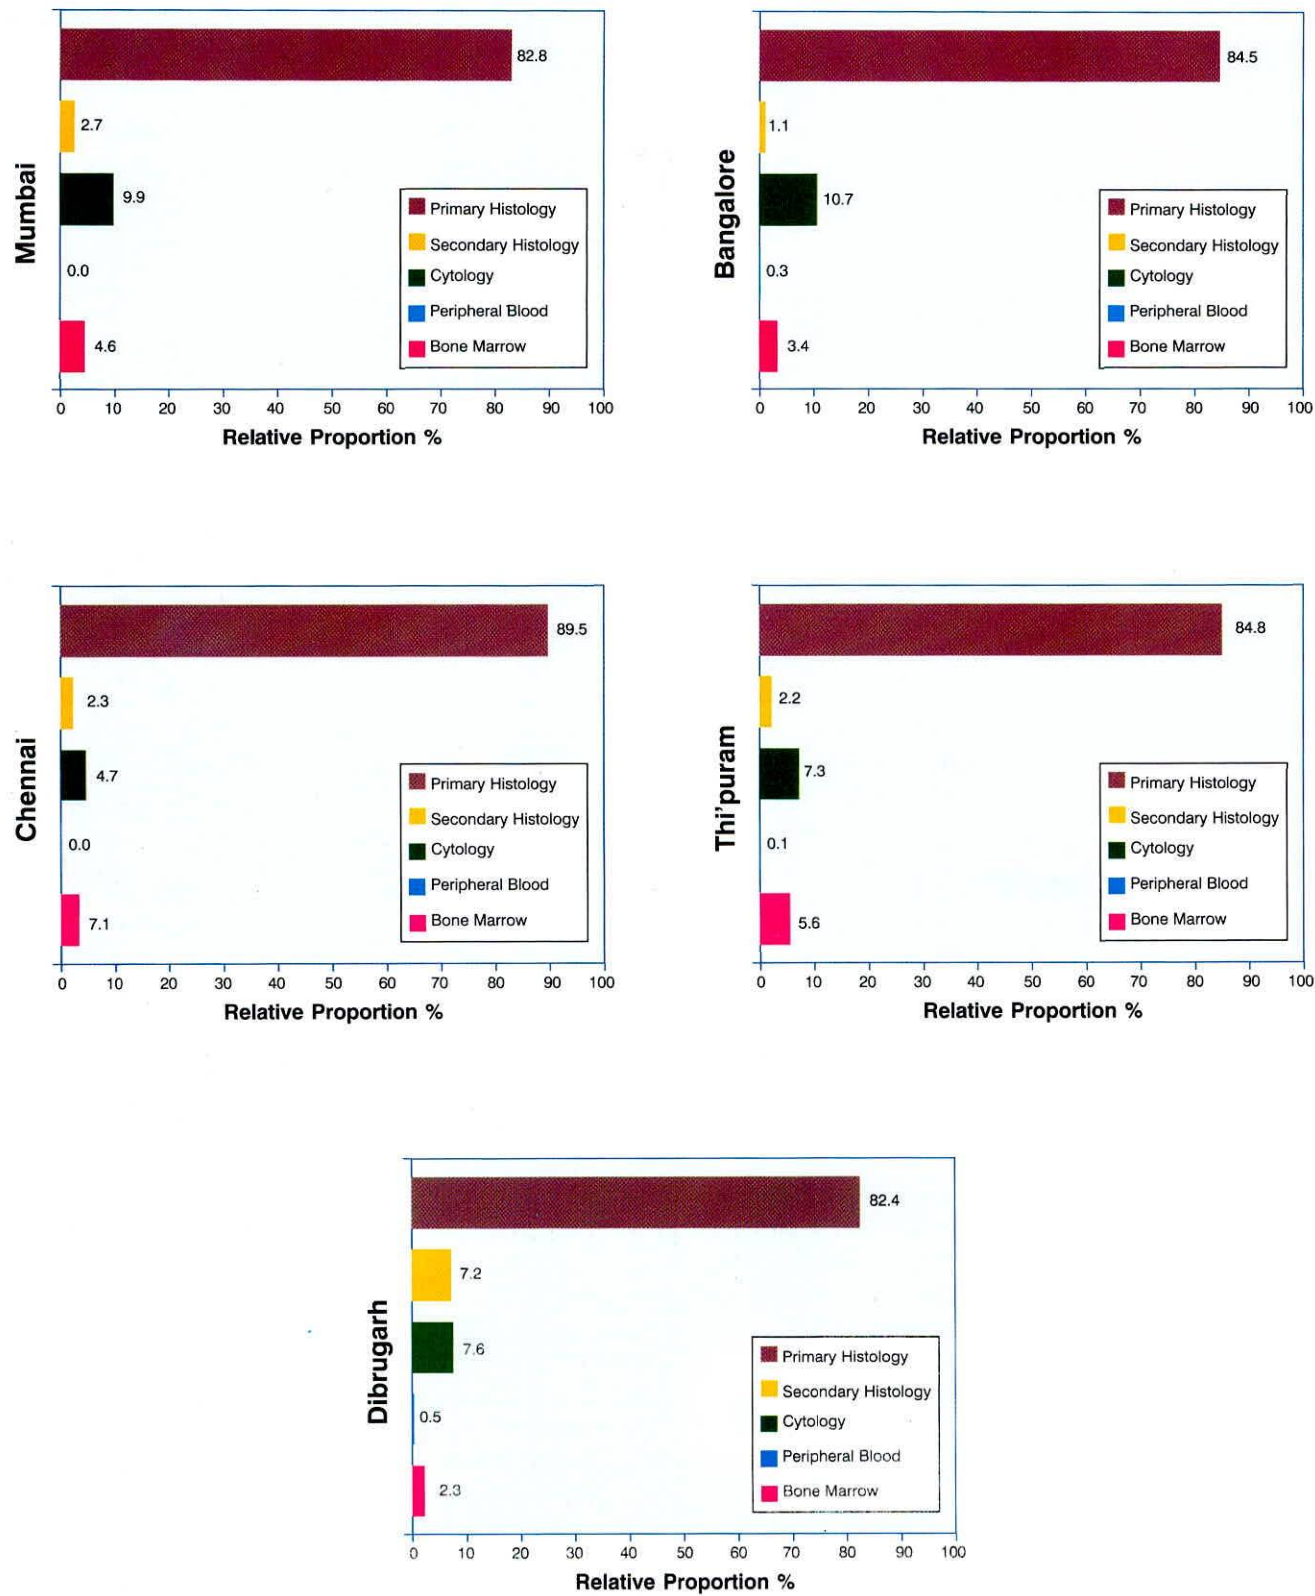 Mumbai
82.8
2.7
9.9
0.0
4.6
Primary Histology
Secondary Histology
Cytology
Peripheral Blood
Bone Marrow
0 10 20 30 40 50 60 70 80 90 100
Relative Proportion %
Bangalore
84.5
1.1
10.7
0.3
3.4
Primary Histology
Secondary Histology
Cytology
Peripheral Blood
Bone Marrow
0 10 20 30 40 50 60 70 80 90 100
Relative Proportion %
Chennai
89.5
2.3
4.7
0.0
7.1
Primary Histology
Secondary Histology
Cytology
Peripheral Blood
Bone Marrow
0 10 20 30 40 50 60 70 80 90 100
Relative Proportion %
Thi'puram
84.8
2.2
7.3
0.1
5.6
Primary Histology
Secondary Histology
Cytology
Peripheral Blood
Bone Marrow
0 10 20 30 40 50 60 70 80 90 100
Relative Proportion %
Dibrugarh
82.4
7.2
7.6
0.5
2.3
Primary Histology
Secondary Histology
Cytology
Peripheral Blood
Bone Marrow
0 10 20 30 40 50 60 70 80 90 100
Relative Proportion %